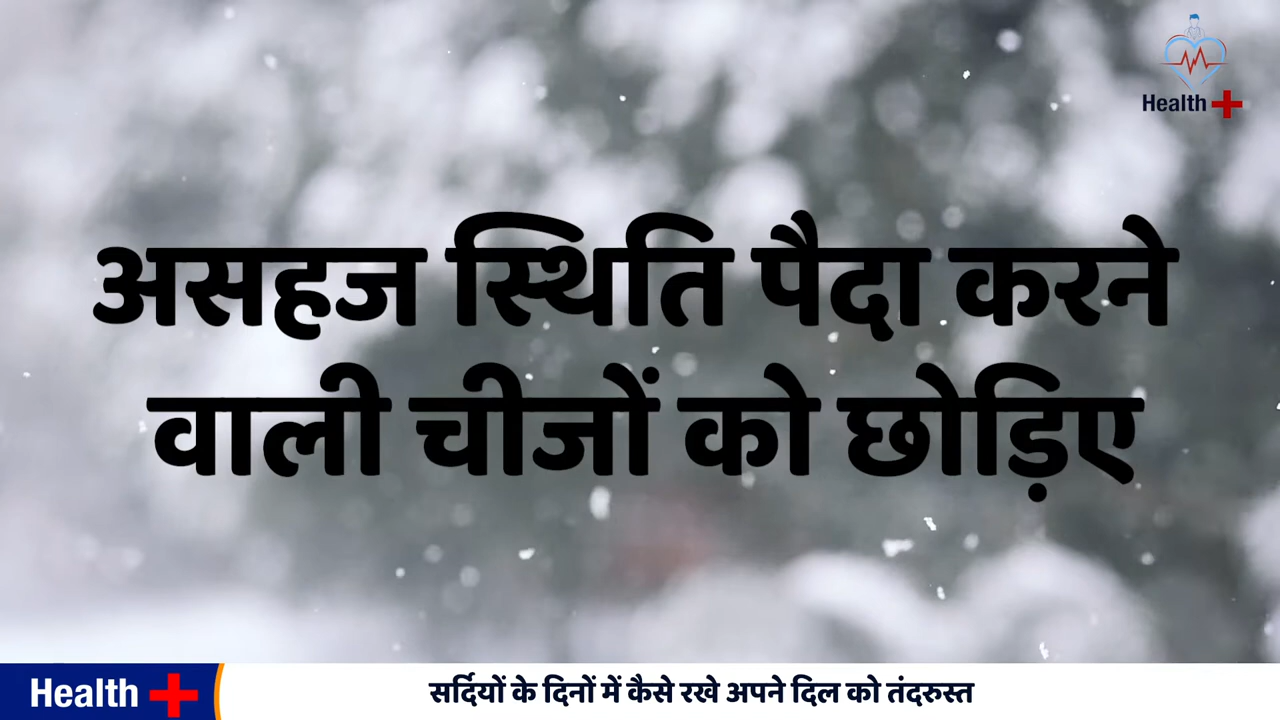 Health
असहज स्थिति पैदा करने
वाली चीजों को छोड़िए
Health
सर्दियों के दिनों में कैसे रखे अपने दिल को तंदरुस्त